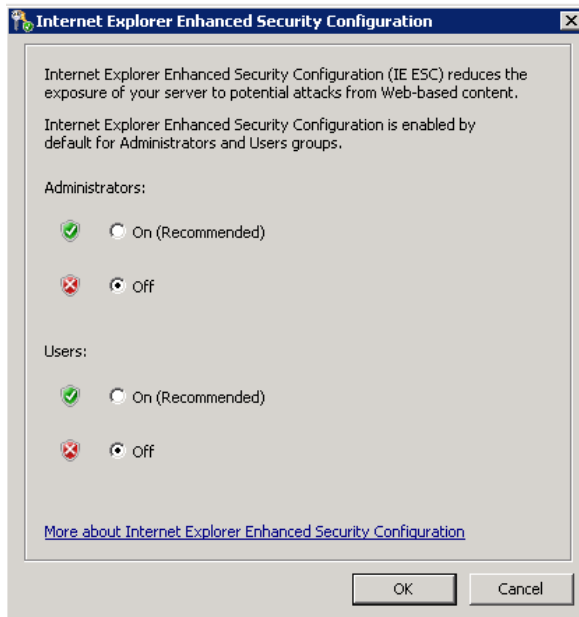 Internet Explorer Enhanced Security Configuration
Internet Explorer Enhanced Security Configuration (IE ESC) reduces the
exposure of your server to potential attacks from Web-based content.
Internet Explorer Enhanced Security Configuration is enabled by
default for Administrators and Users groups.
Administrators:
On (Recommended)
Off
Users:
On (Recommended)
Off
More about Internet Explorer Enhanced Security Configuration
OK
Cancel